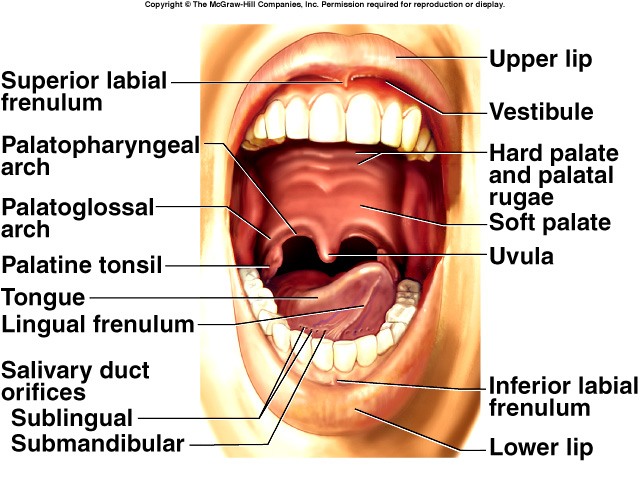 Copyright © The McGraw-Hill Companies, Inc. Permission required for reproduction or display.
Superior labial
frenulum
Palatopharyngeal
arch
Palatoglossal
arch
Palatine tonsil
Tongue
Lingual frenulum
Salivary duct
orifices
Sublingual
Submandibular
Upper lip
Vestibule
Hard palate
and palatal
rugae
Soft palate
Uvula
Inferior labial
frenulum
Lower lip